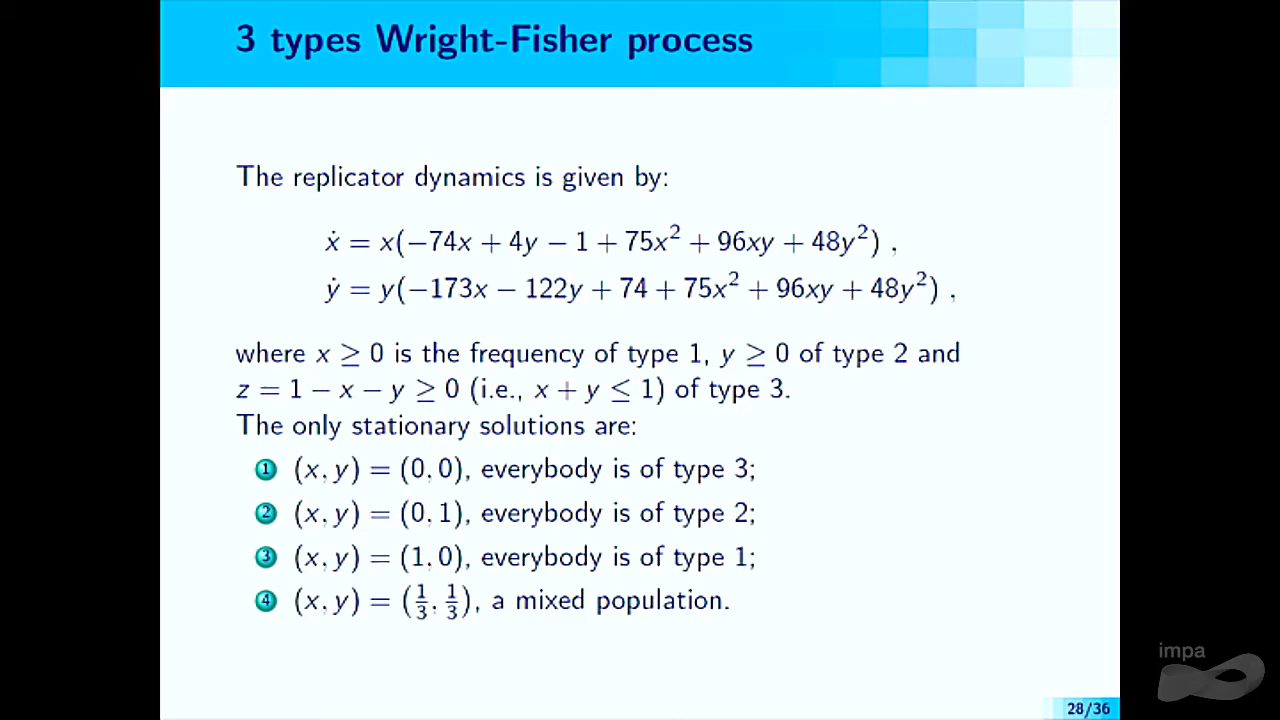 3 types Wright-Fisher process
The replicator dynamics is given by:
ẋ = x(−74x + 4y − 1 + 75x² + 96xy + 48y²) ,
ẏ = y(−173x − 122y + 74 + 75x² + 96xy + 48y²) ,
where x ≥ 0 is the frequency of type 1, y ≥ 0 of type 2 and
z = 1 − x − y ≥ 0 (i.e., x + y ≤ 1) of type 3.
The only stationary solutions are:
1 (x, y) = (0, 0), everybody is of type 3;
2 (x, y) = (0, 1), everybody is of type 2;
3 (x, y) = (1, 0), everybody is of type 1;
4 (x, y) = (1/3, 1/3), a mixed population.
impa
28/36